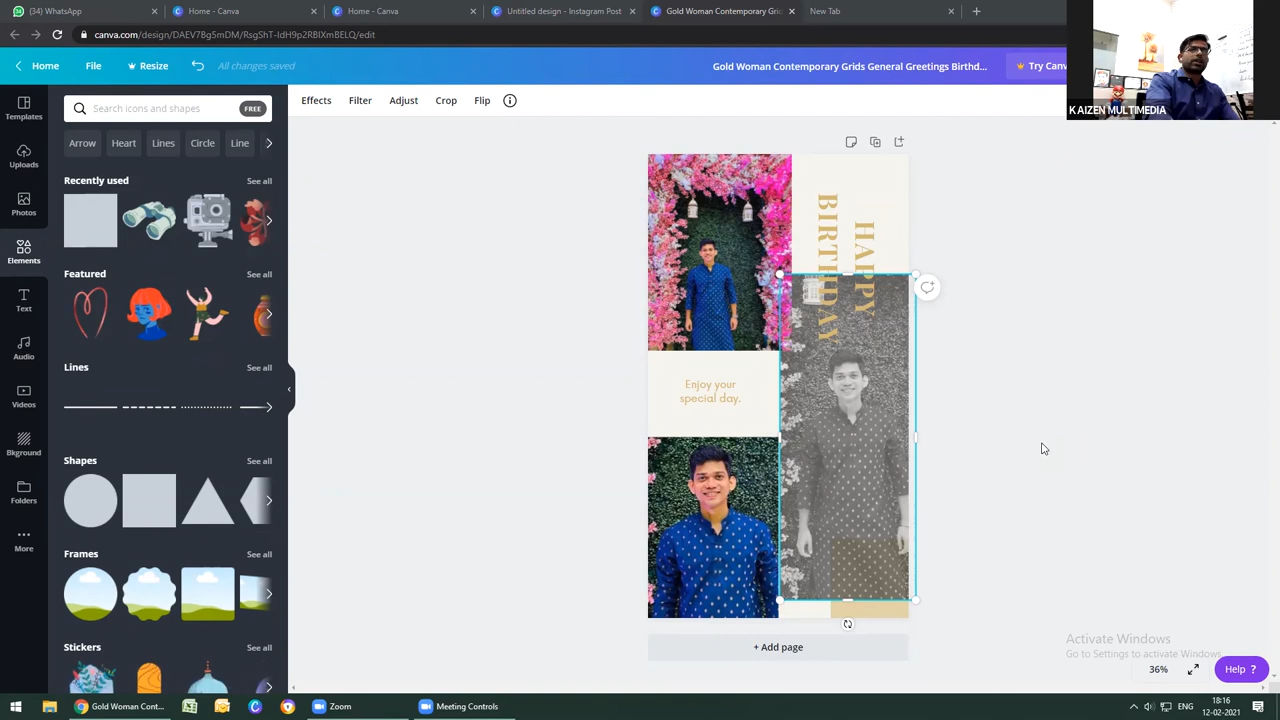 (34) WhatsApp
Home - Canva
Home - Canva
Untitled design - Instagram Post
Gold Woman Contemporary Gri
New Tab
canva.com/design/DAEV7Bg5mDM/RsgShT-IdH9p2RBIXmBELQ/edit
Home
File
Resize
All changes saved
Gold Woman Contemporary Grids General Greetings Birthd...
Try Canv
KAIZEN MULTIMEDIA
Templates
Uploads
Photos
Elements
Text
Audio
Videos
Bkground
Folders
More
Search icons and shapes
FREE
Arrow
Heart
Lines
Circle
Line
Recently used
See all
Featured
See all
Lines
See all
Shapes
See all
Frames
See all
Stickers
See all
Effects
Filter
Adjust
Crop
Flip
HAPPY
BIRTHDAY
Enjoy your
special day.
+ Add page
Activate Windows
Go to Settings to activate Windows.
36%
Help ?
Gold Woman Cont...
Zoom
Meeting Controls
ENG
18:16
12-02-2021